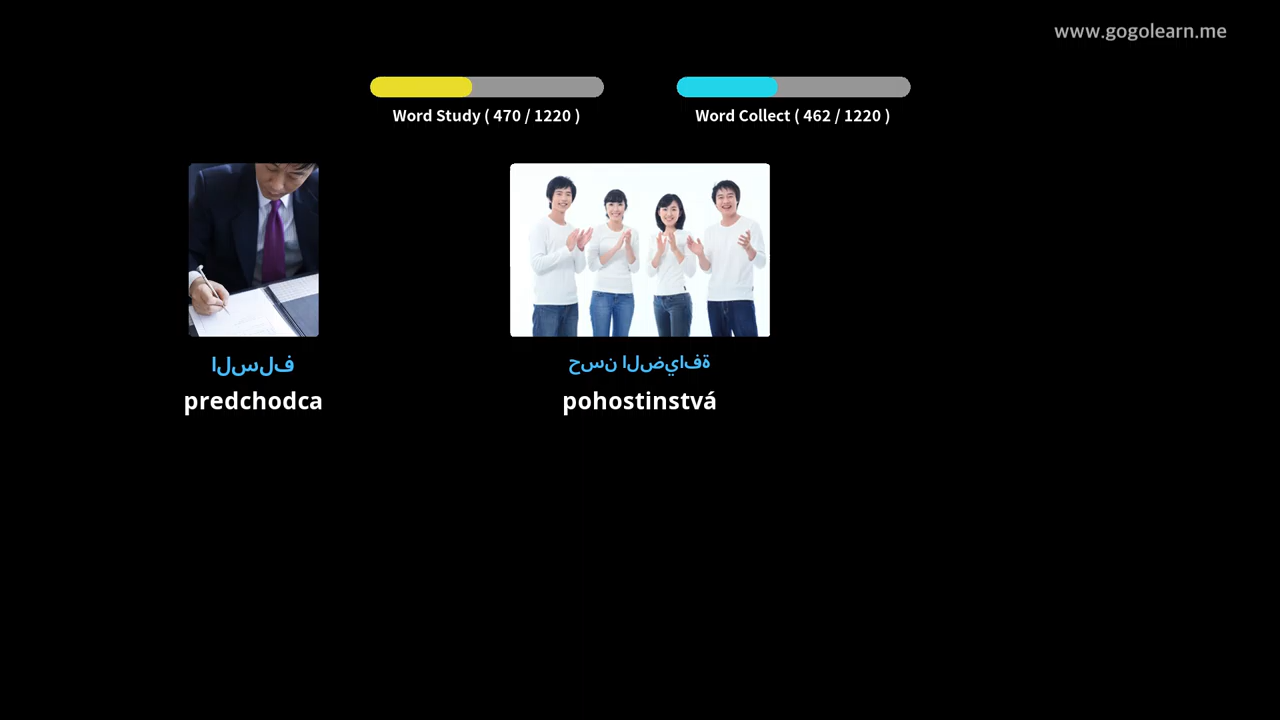 www.gogolearn.me
Word Study ( 470 / 1220 )
Word Collect ( 462 / 1220 )
السلف
predchodca
حسن الضيافة
pohostinstvá